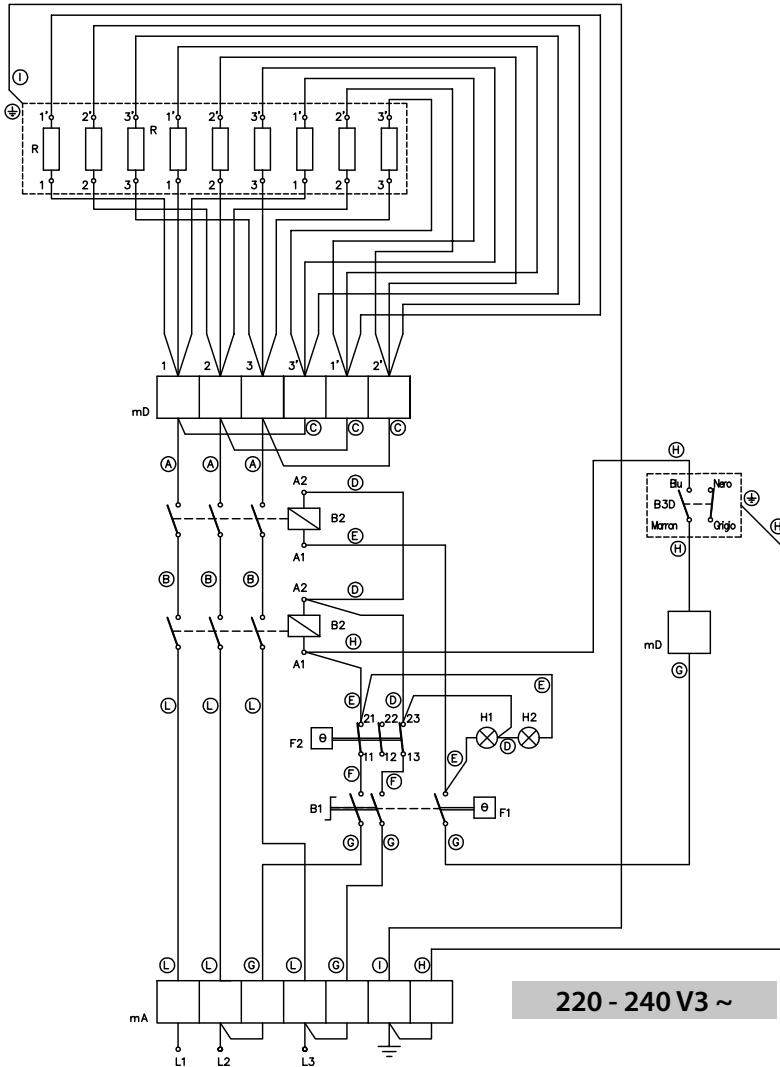 I
1' 2' 3' 1' 2' 3' 1' 2' 3'
R R
1 2 3 1 2 3 1 2 3
1 2 3 3' 1' 2'
mD
C C C
A A A
H
A2 D
Blu Nero
B2
B3D
E
Marron Grigio
H
A1
H
B B B
A2 D
B2
H
mD
A1
G
E D E
L L L
21 22 23
H1 H2
F2 θ
D
11 12 13
E
F F
B1
θ F1
G G G
L L G L G I H
mA
220 - 240 V3 ~
L1 L2 L3